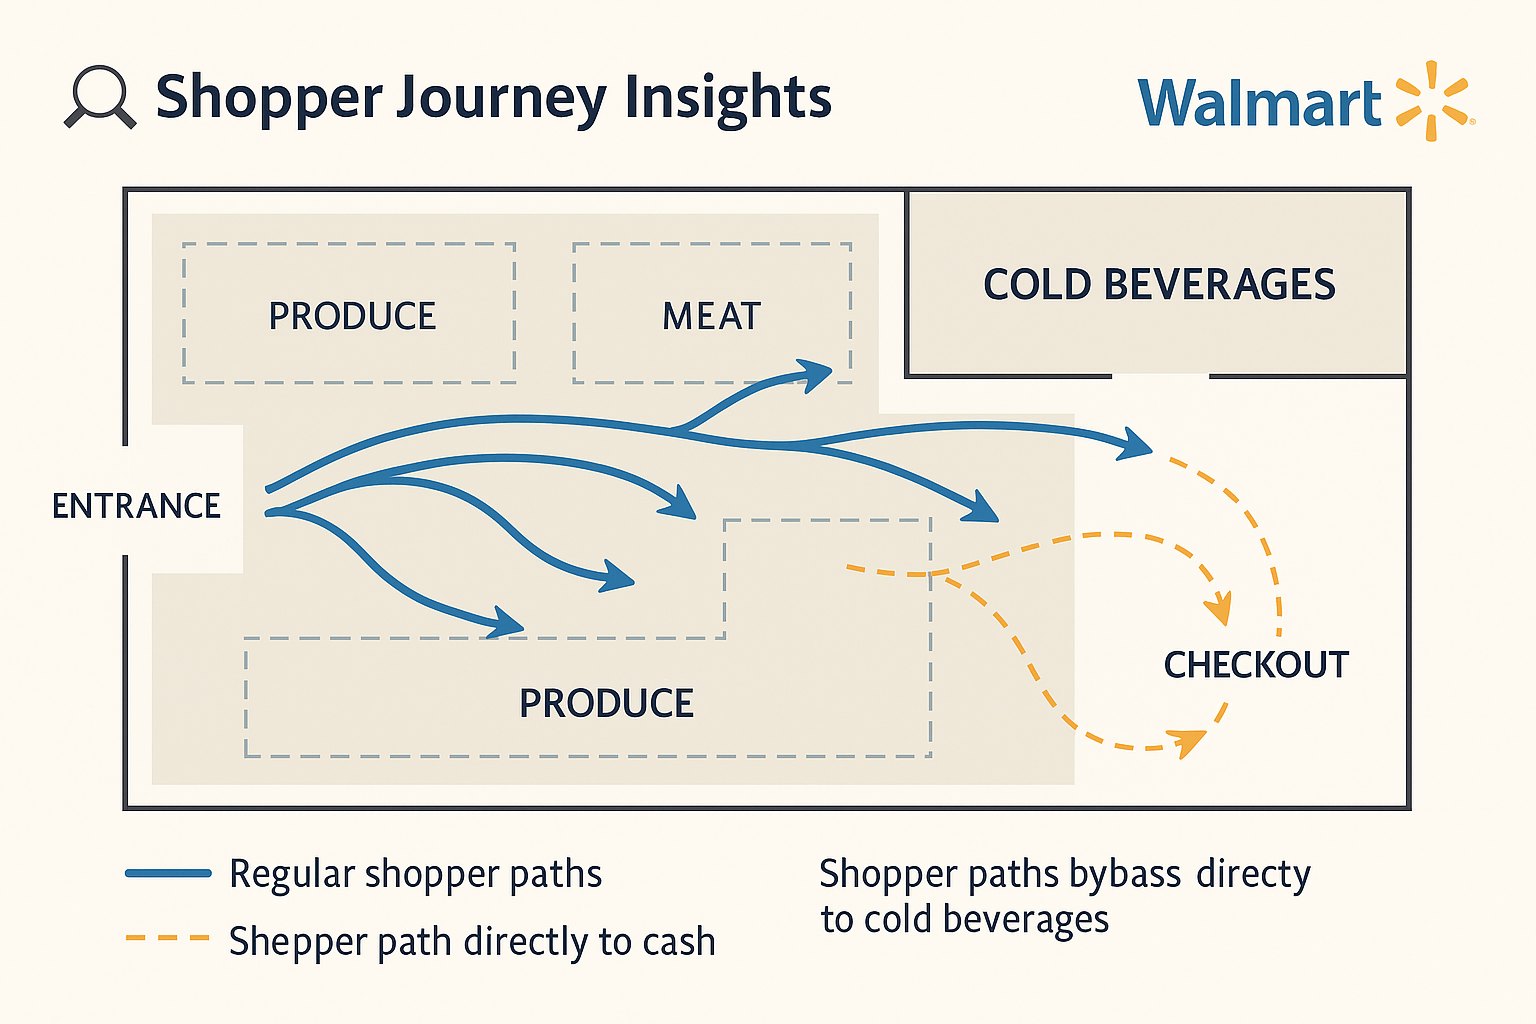 Shopper Journey Insights
Walmart
PRODUCE
MEAT
COLD BEVERAGES
ENTRANCE
CHECKOUT
PRODUCE
Regular shopper paths
Shepper path directly to cash
Shopper paths bybass directy
to cold beverages